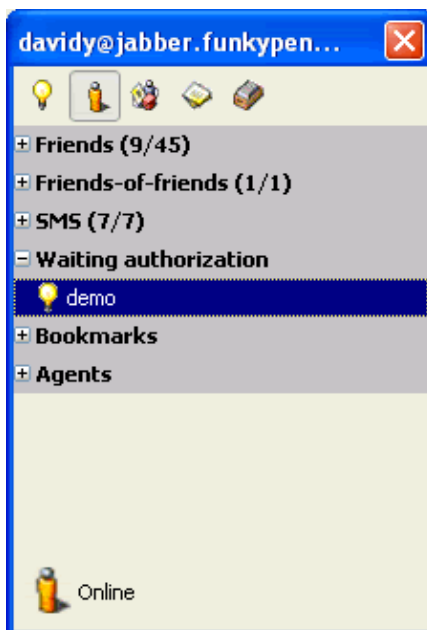 davidy@jabber.funkypen...
Friends (9/45)
Friends-of-friends (1/1)
SMS (7/7)
Waiting authorization
demo
Bookmarks
Agents
Online